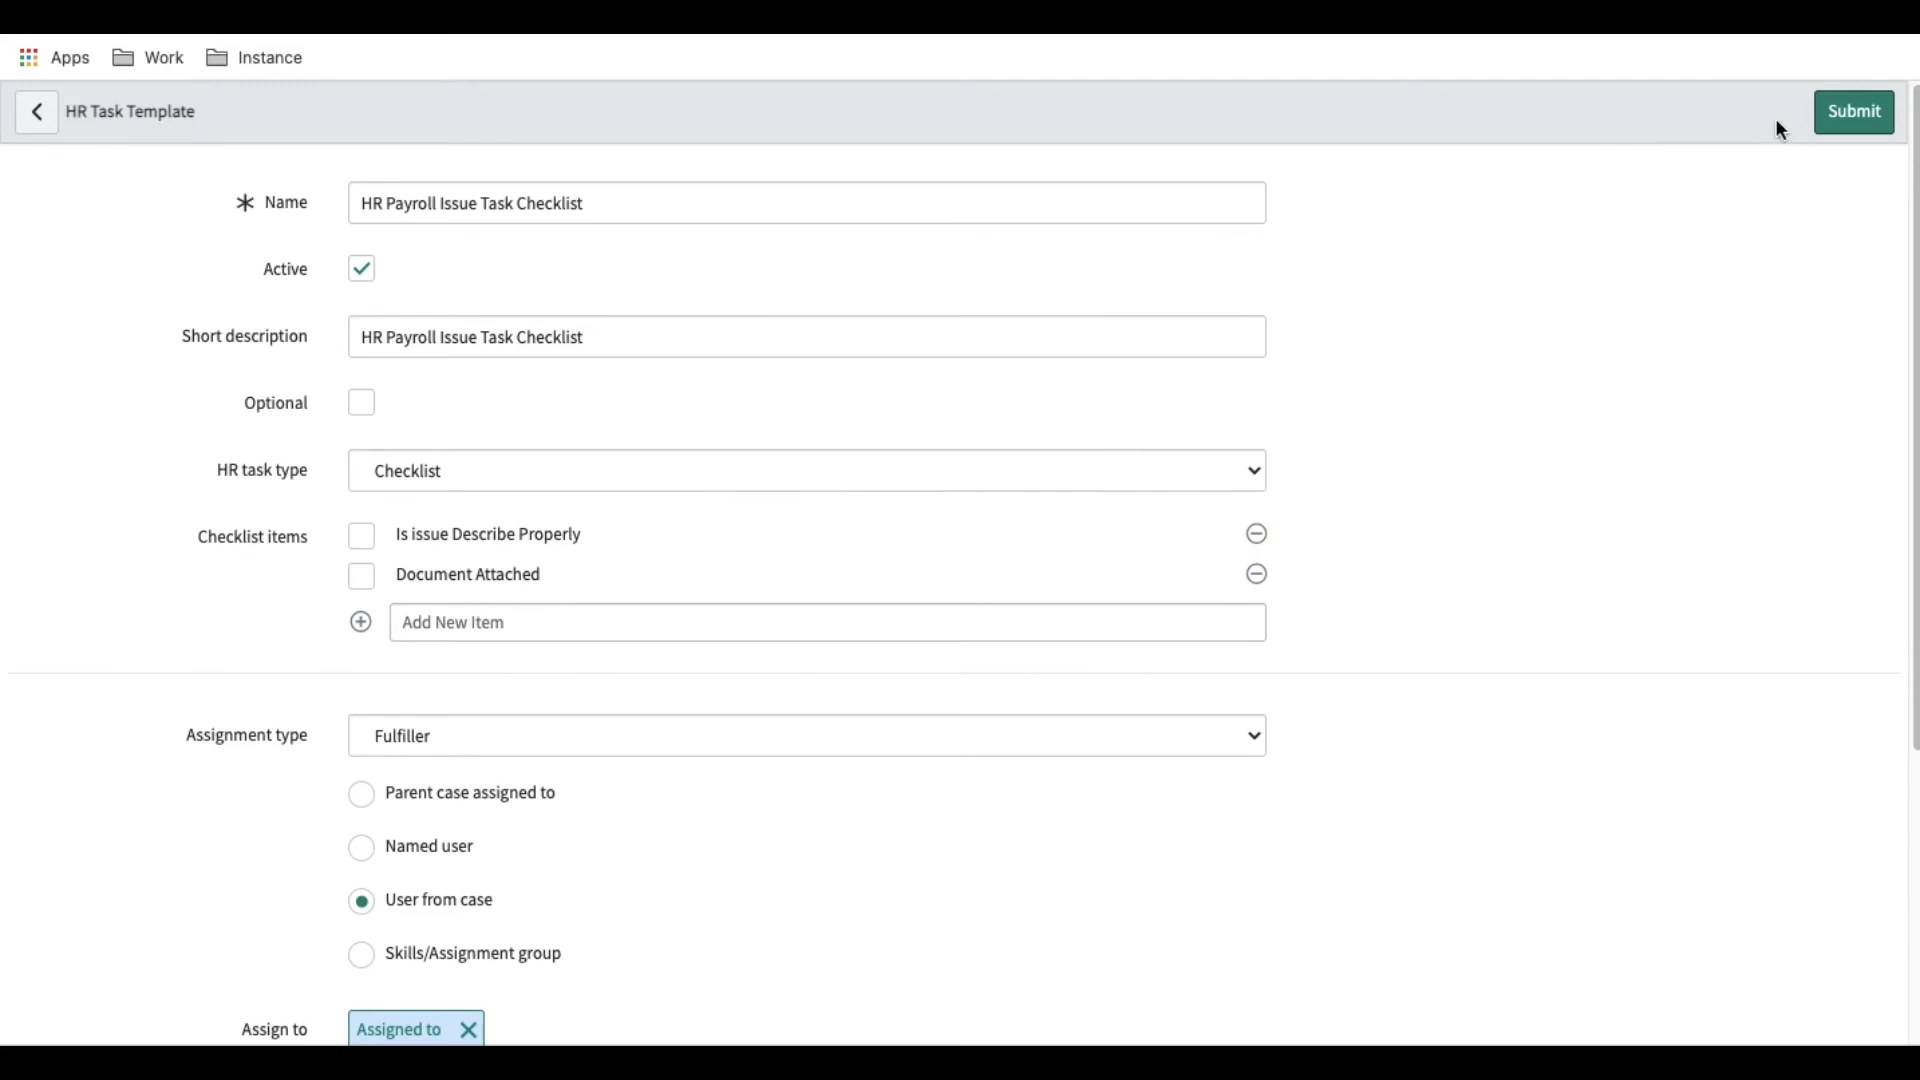 Apps Work Instance
HR Task Template Submit
Name HR Payroll Issue Task Checklist
Active
Short description HR Payroll Issue Task Checklist
Optional
HR task type Checklist
Checklist items Is issue Describe Properly
Document Attached
Add New Item
Assignment type Fulfiller
Parent case assigned to
Named user
User from case
Skills/Assignment group
Assign to Assigned to